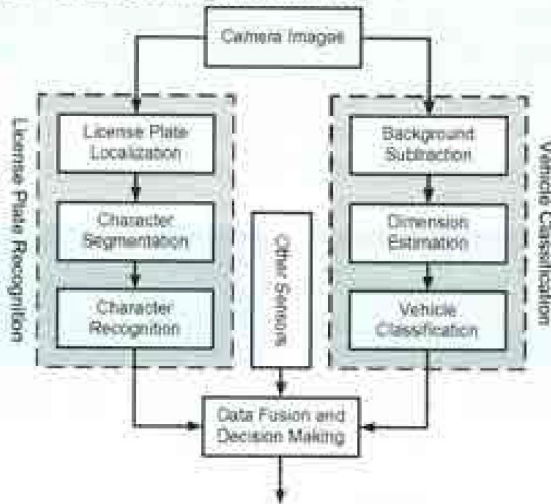 Camera Images
License Plate Recognition
License Plate
Localization
Character
Segmentation
Character
Recognition
Other Sensors
Background
Subtraction
Dimension
Estimation
Vehicle
Classification
Vehicle Classification
Data Fusion and
Decision Making